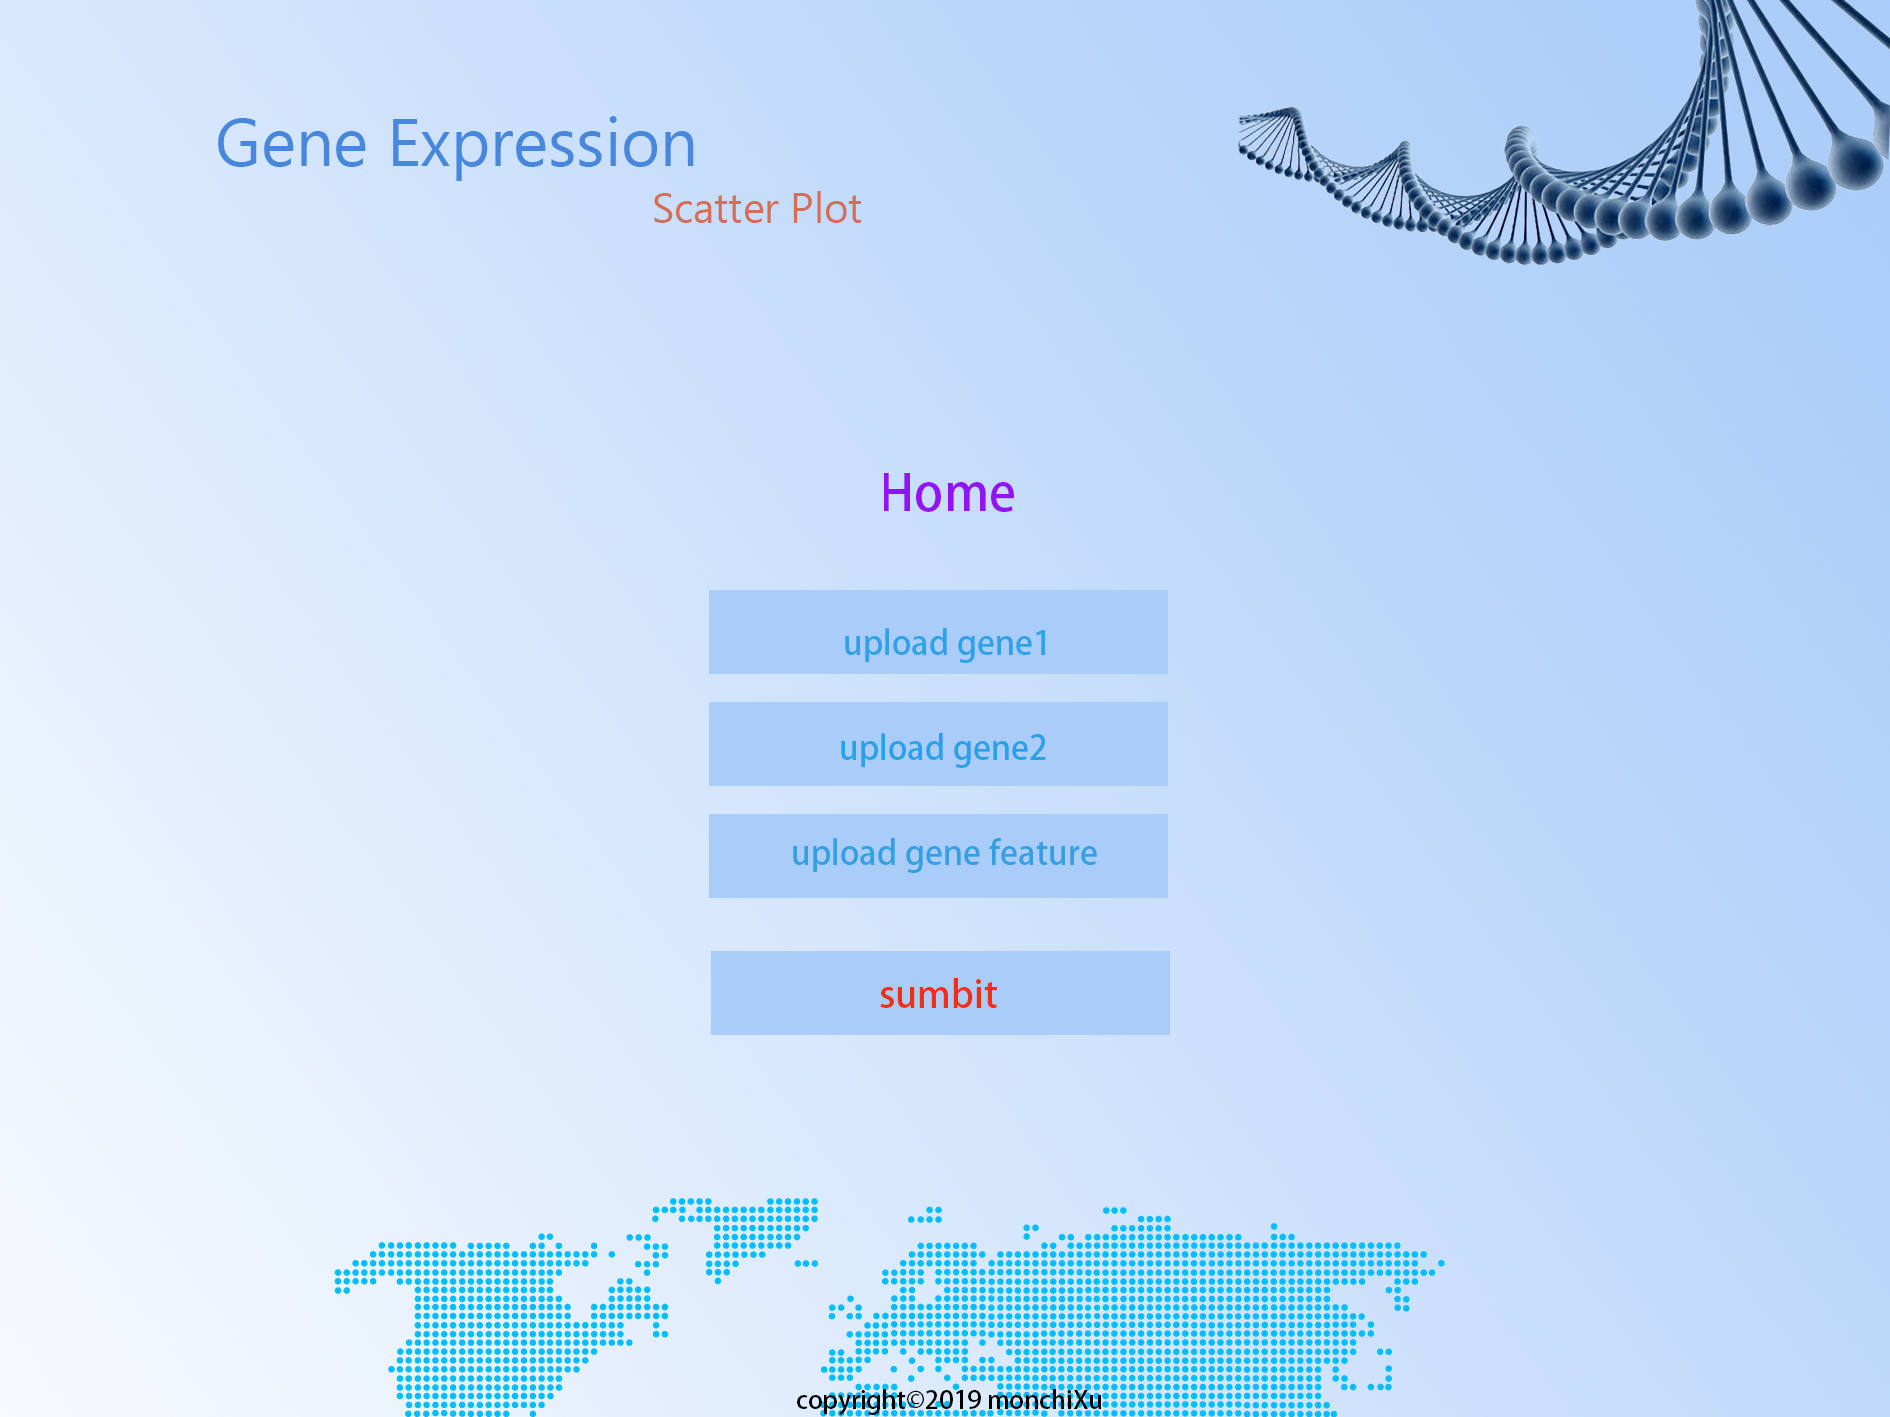 Gene Expression
Scatter Plot
Home
upload gene1
upload gene2
upload gene feature
sumbit
copyright©2019 monchiXu